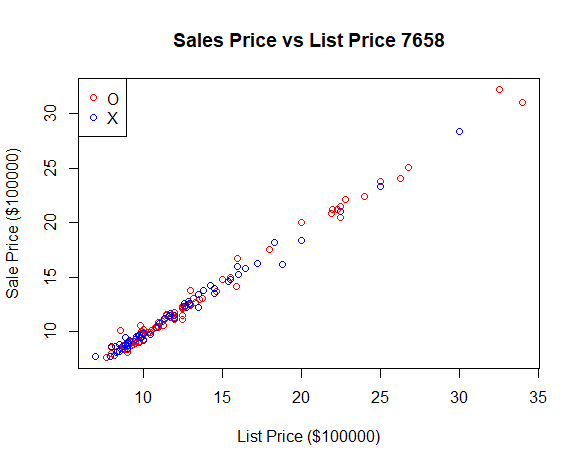 Sales Price vs List Price 7658
O
X
Sale Price ($100000)
30
25
20
15
10
10 15 20 25 30 35
List Price ($100000)